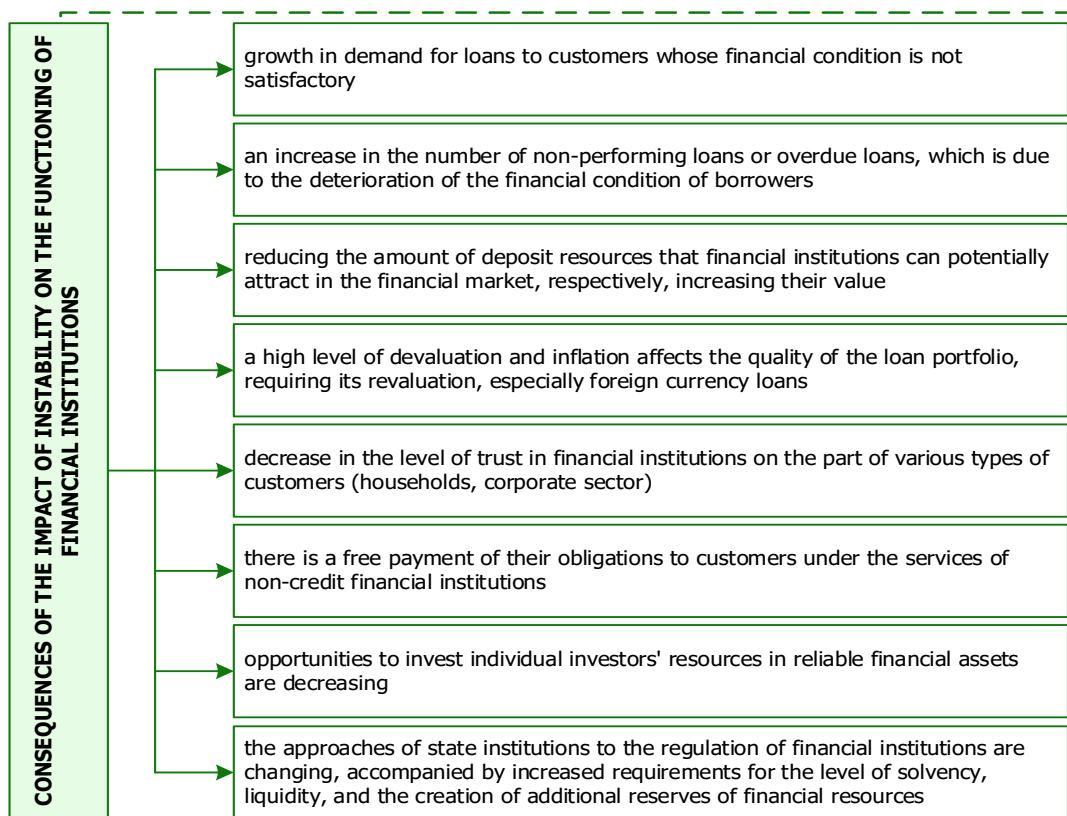 CONSEQUENCES OF THE IMPACT OF INSTABILITY ON THE FUNCTIONING OF
FINANCIAL INSTITUTIONS
growth in demand for loans to customers whose financial condition is not
satisfactory
an increase in the number of non-performing loans or overdue loans, which is due
to the deterioration of the financial condition of borrowers
reducing the amount of deposit resources that financial institutions can potentially
attract in the financial market, respectively, increasing their value
a high level of devaluation and inflation affects the quality of the loan portfolio,
requiring its revaluation, especially foreign currency loans
decrease in the level of trust in financial institutions on the part of various types of
customers (households, corporate sector)
there is a free payment of their obligations to customers under the services of
non-credit financial institutions
opportunities to invest individual investors' resources in reliable financial assets
are decreasing
the approaches of state institutions to the regulation of financial institutions are
changing, accompanied by increased requirements for the level of solvency,
liquidity, and the creation of additional reserves of financial resources